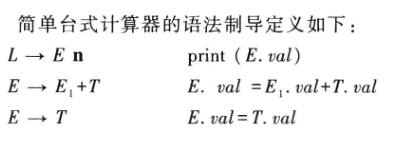 简单台式计算器的语法制导定义如下：
L → E n print (E.val)
E → E₁+T E. val =E₁.val+T.val
E → T E.val=T.val